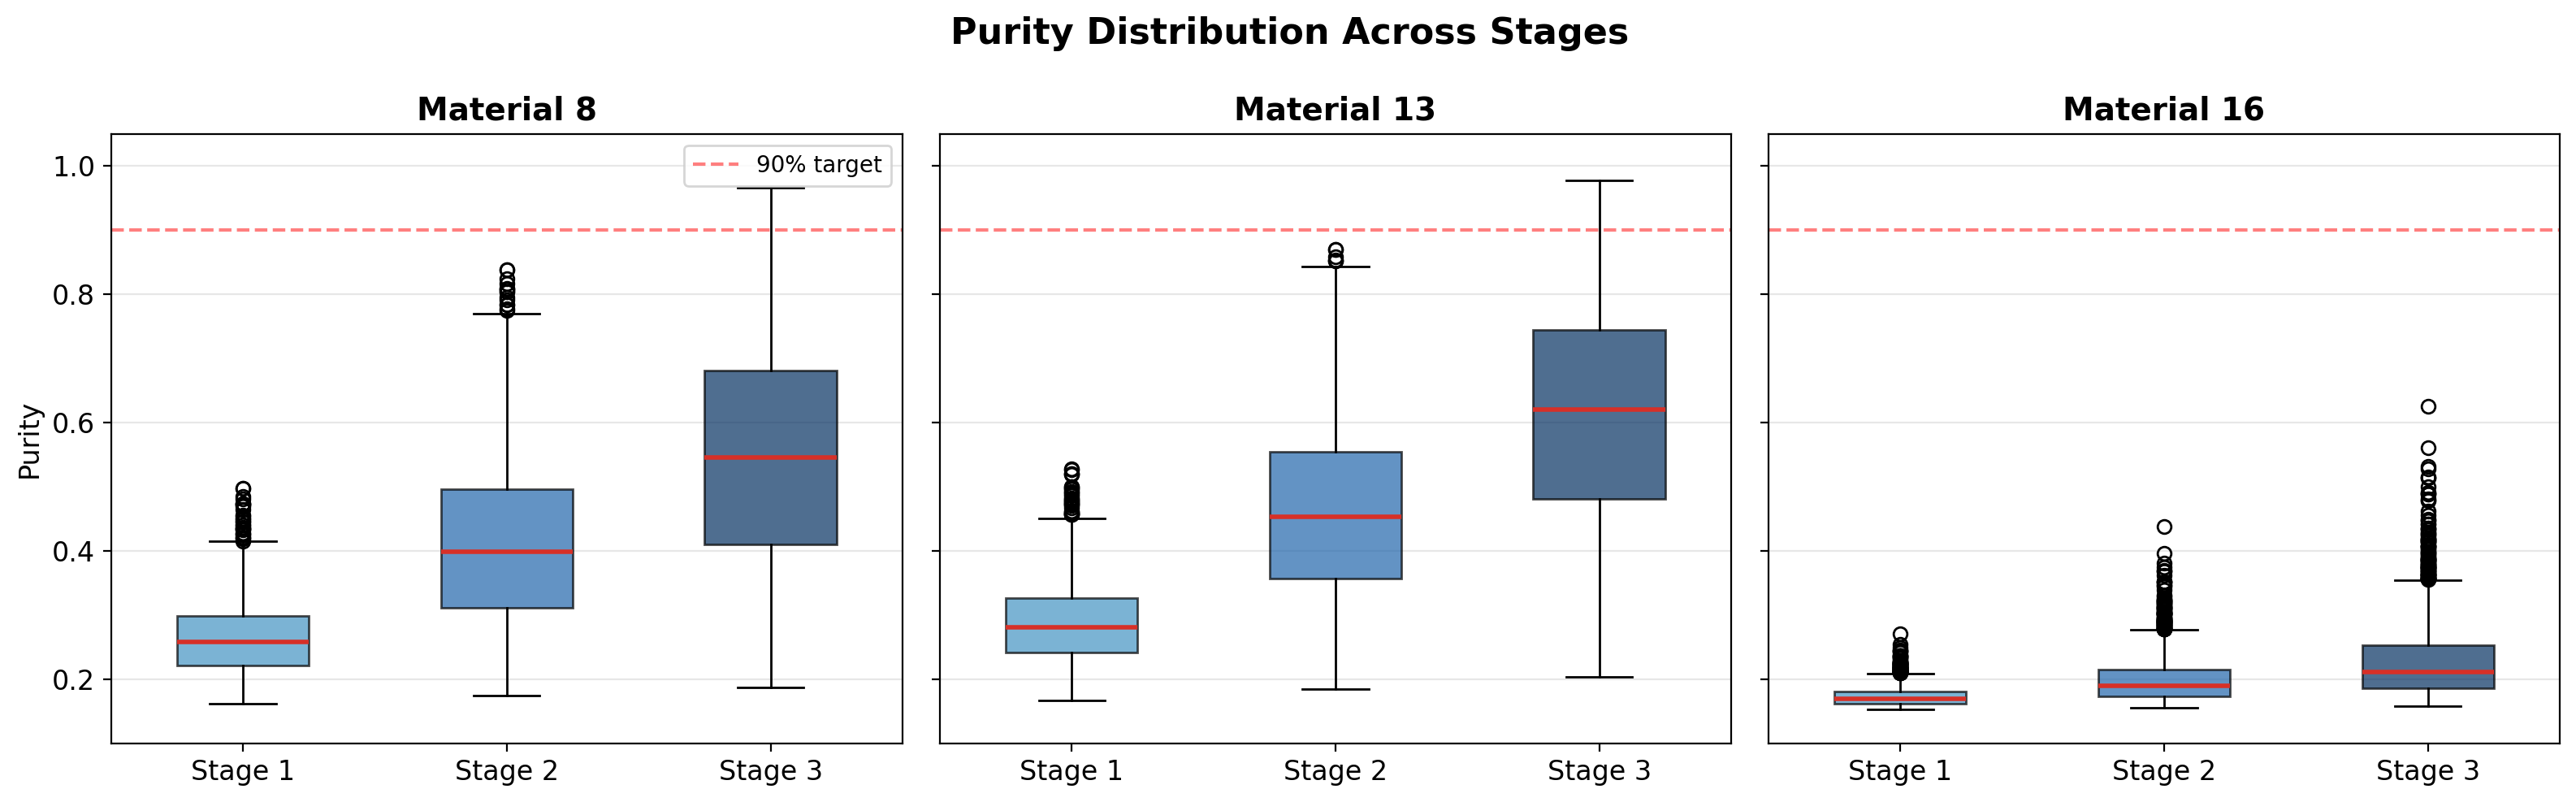 Purity Distribution Across Stages
Material 8
Material 13
Material 16
90% target
Purity
1.0
0.8
0.6
0.4
0.2
Stage 1
Stage 2
Stage 3
Stage 1
Stage 2
Stage 3
Stage 1
Stage 2
Stage 3